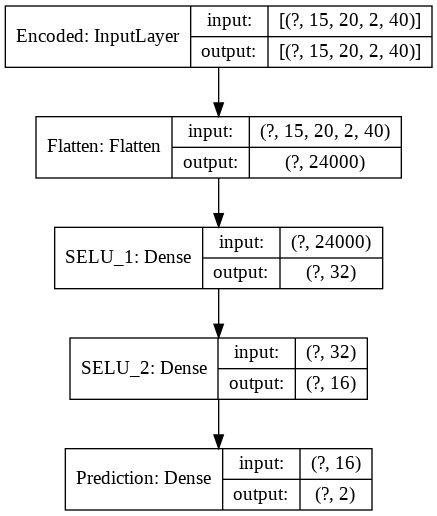 Encoded: InputLayer
input: [(?, 15, 20, 2, 40)]
output: [(?, 15, 20, 2, 40)]
Flatten: Flatten
input: (?, 15, 20, 2, 40)
output: (?, 24000)
SELU_1: Dense
input: (?, 24000)
output: (?, 32)
SELU_2: Dense
input: (?, 32)
output: (?, 16)
Prediction: Dense
input: (?, 16)
output: (?, 2)